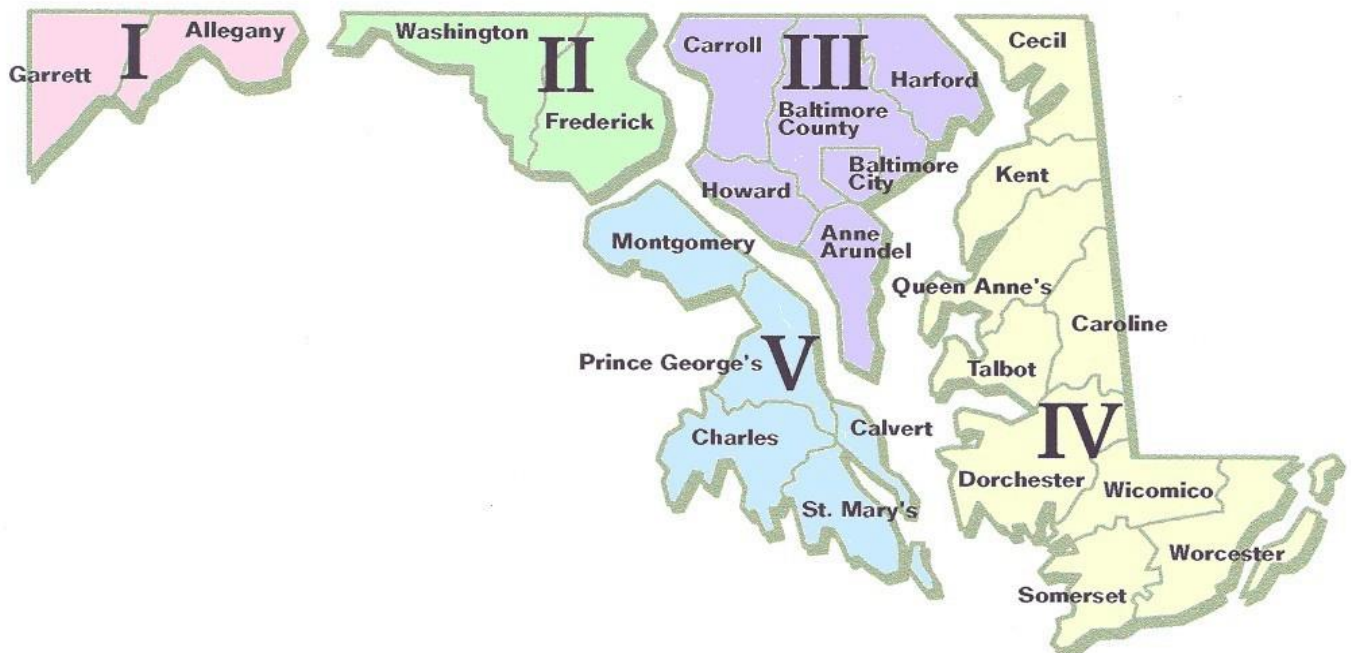 Garrett
I
Allegany
Washington
II
Frederick
Carroll
III
Harford
Baltimore
County
Baltimore
City
Howard
Anne
Arundel
Cecil
Kent
Queen Anne's
Caroline
Talbot
IV
Dorchester
Wicomico
Worcester
Somerset
Montgomery
Prince George's
V
Charles
Calvert
St. Mary's